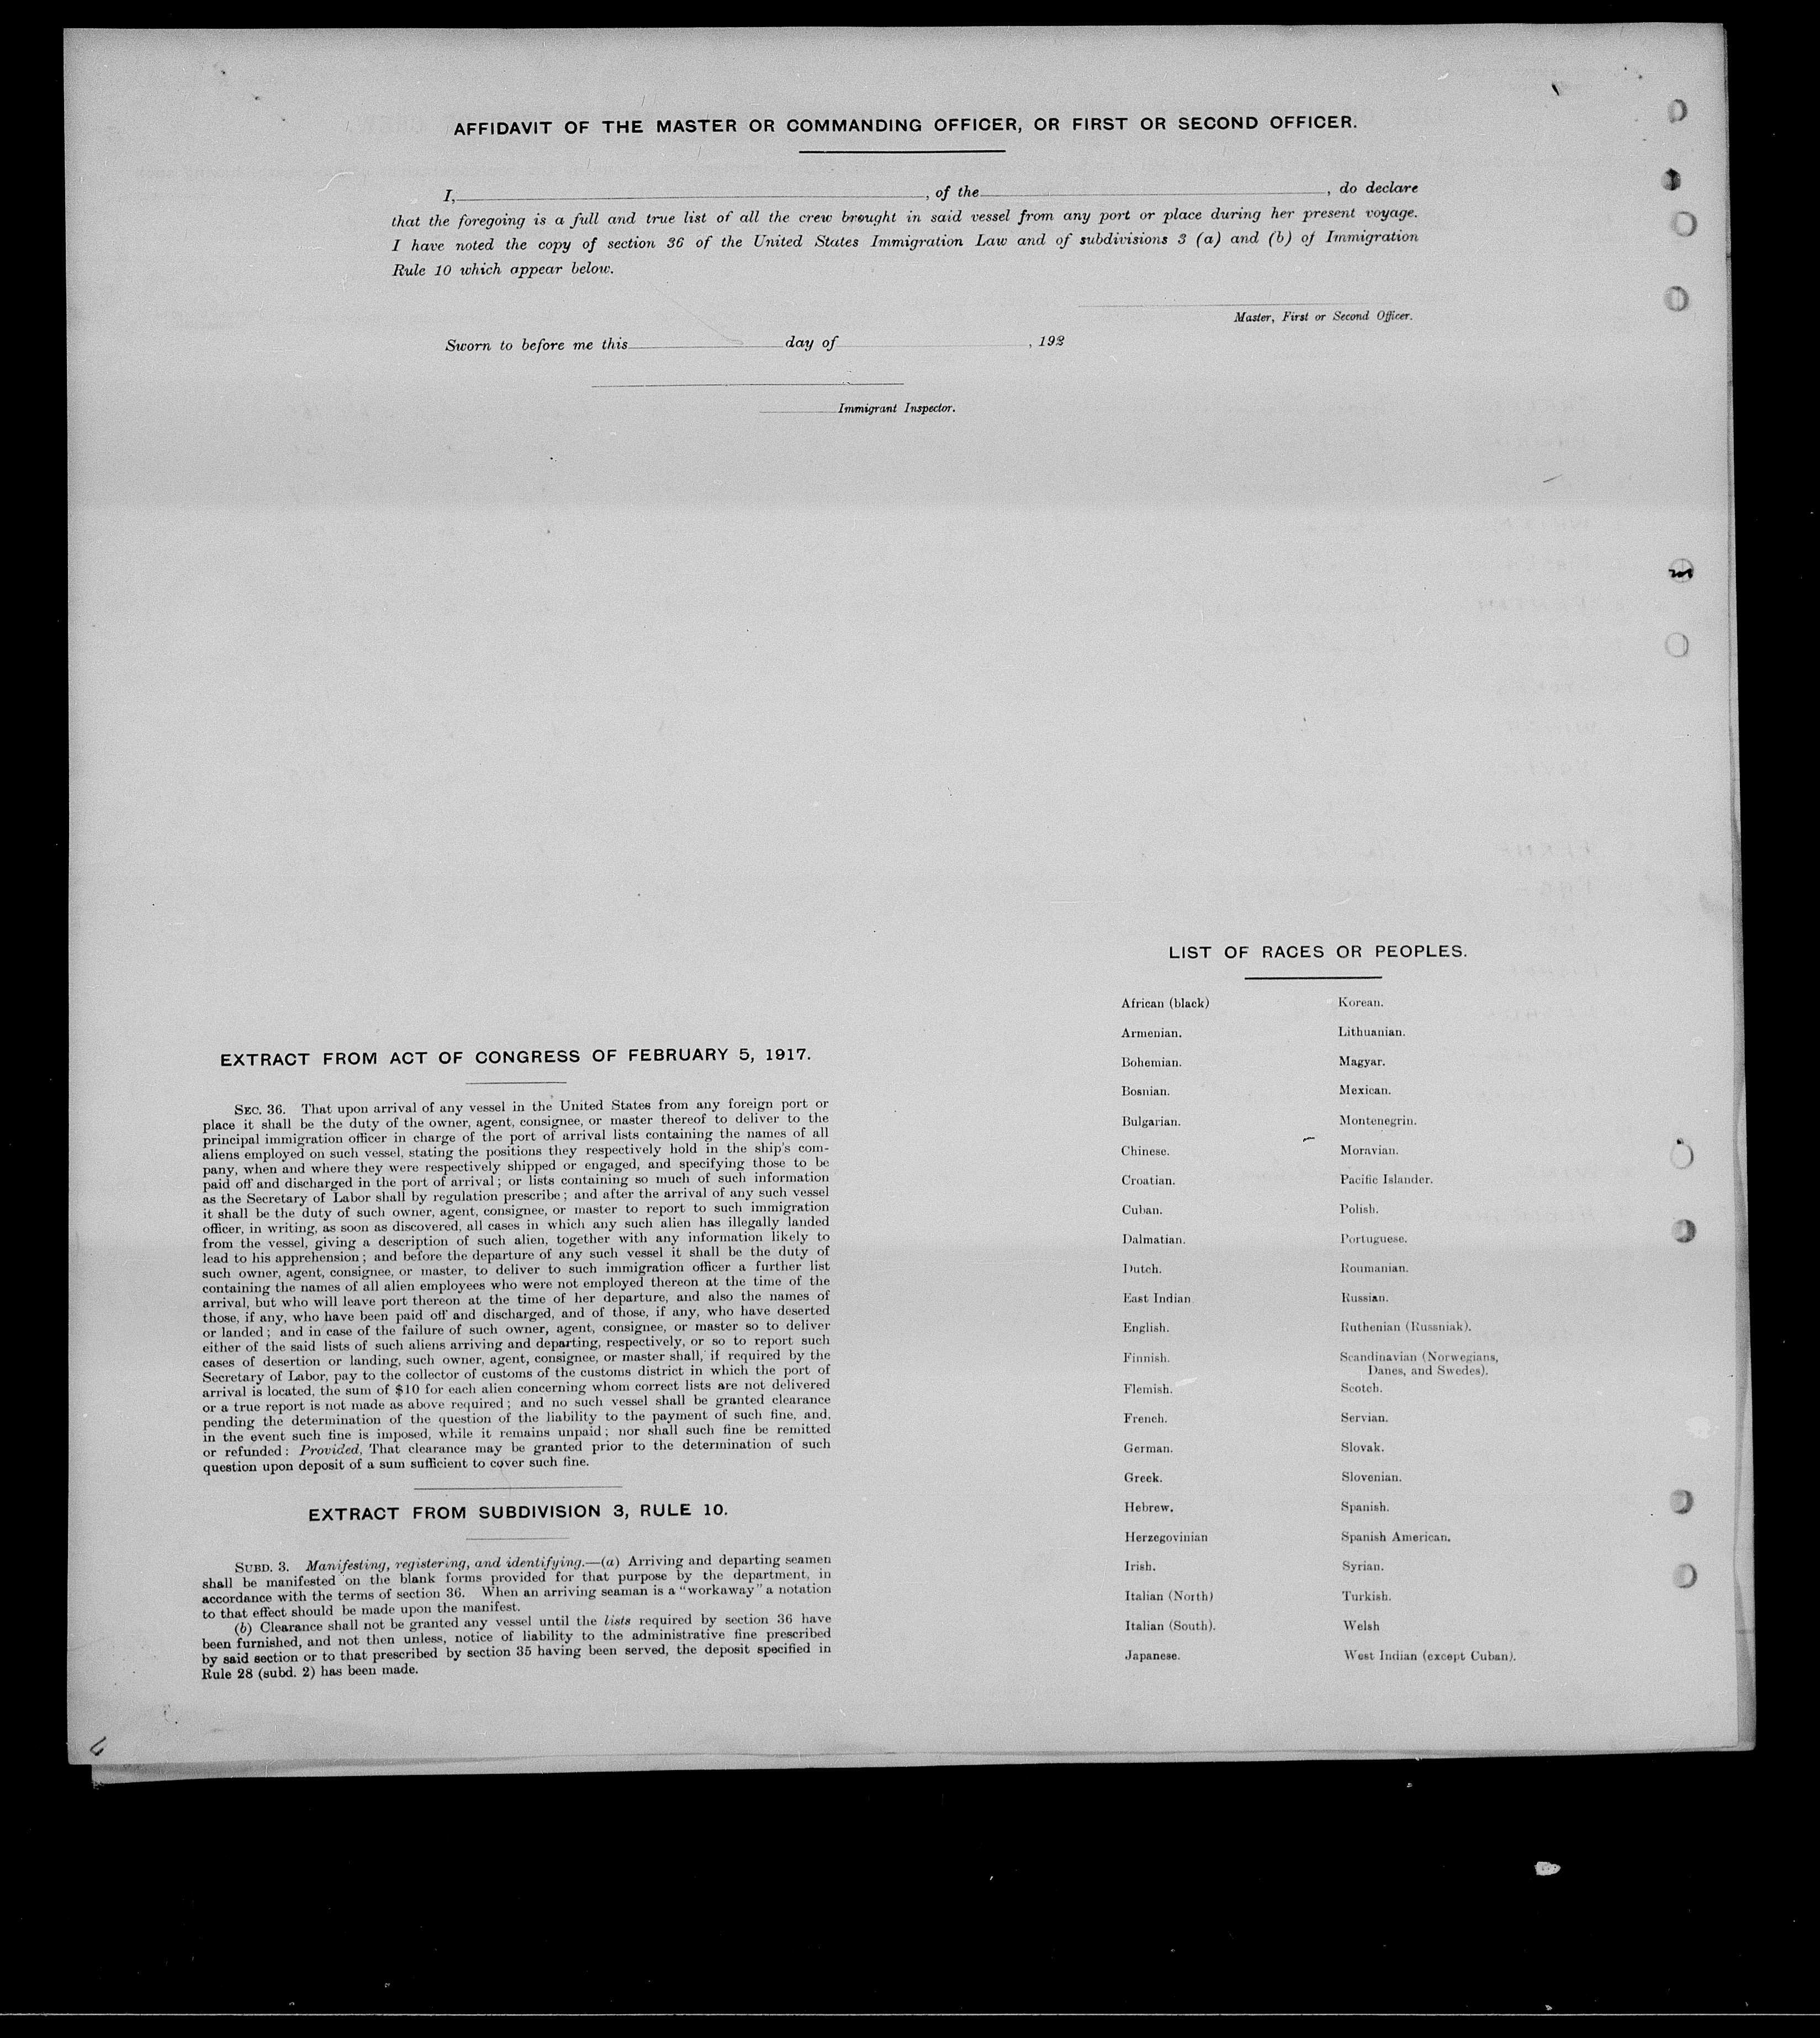 AFFIDAVIT OF THE MASTER OR COMMANDING OFFICER, OR FIRST OR SECOND OFFICER.
I, , of the , do declare
that the foregoing is a full and true list of all the crew brought in said vessel from any port or place during her present voyage.
I have noted the copy of section 36 of the United States Immigration Law and of subdivisions 3 (a) and (b) of Immigration
Rule 10 which appear below.
Master, First or Second Officer.
Sworn to before me this day of , 192
Immigrant Inspector.
EXTRACT FROM ACT OF CONGRESS OF FEBRUARY 5, 1917.
SEC. 36. That upon arrival of any vessel in the United States from any foreign port or
place it shall be the duty of the owner, agent, consignee, or master thereof to deliver to the
principal immigration officer in charge of the port of arrival lists containing the names of all
aliens employed on such vessel, stating the positions they respectively hold in the ship's com-
pany, when and where they were respectively shipped or engaged, and specifying those to be
paid off and discharged in the port of arrival; or lists containing so much of such information
as the Secretary of Labor shall by regulation prescribe; and after the arrival of any such vessel
it shall be the duty of such owner, agent, consignee, or master to report to such immigration
officer, in writing, as soon as discovered, all cases in which any such alien has illegally landed
from the vessel, giving a description of such alien, together with any information likely to
lead to his apprehension; and before the departure of any such vessel it shall be the duty of
such owner, agent, consignee, or master, to deliver to such immigration officer a further list
containing the names of all alien employees who were not employed thereon at the time of the
arrival, but who will leave port thereon at the time of her departure, and also the names of
those, if any, who have been paid off and discharged, and of those, if any, who have deserted
or landed; and in case of the failure of such owner, agent, consignee, or master so to deliver
either of the said lists of such aliens arriving and departing, respectively, or so to report such
cases of desertion or landing, such owner, agent, consignee, or master shall, if required by the
Secretary of Labor, pay to the collector of customs of the customs district in which the port of
arrival is located, the sum of $10 for each alien concerning whom correct lists are not delivered
or a true report is not made as above required; and no such vessel shall be granted clearance
pending the determination of the question of the liability to the payment of such fine, and,
in the event such fine is imposed, while it remains unpaid; nor shall such fine be remitted
or refunded: Provided, That clearance may be granted prior to the determination of such
question upon deposit of a sum sufficient to cover such fine.
EXTRACT FROM SUBDIVISION 3, RULE 10.
SUBD. 3. Manifesting, registering, and identifying.—(a) Arriving and departing seamen
shall be manifested on the blank forms provided for that purpose by the department, in
accordance with the terms of section 36. When an arriving seaman is a "workaway" a notation
to that effect should be made upon the manifest.
(b) Clearance shall not be granted any vessel until the lists required by section 36 have
been furnished, and not then unless, notice of liability to the administrative fine prescribed
by said section or to that prescribed by section 35 having been served, the deposit specified in
Rule 28 (subd. 2) has been made.
LIST OF RACES OR PEOPLES.
African (black)
Armenian.
Bohemian.
Bosnian.
Bulgarian.
Chinese.
Croatian.
Cuban.
Dalmatian.
Dutch.
East Indian
English.
Finnish.
Flemish.
French.
German.
Greek.
Hebrew.
Herzegovinian
Irish.
Italian (North)
Italian (South).
Japanese.
Korean.
Lithuanian.
Magyar.
Mexican.
Montenegrin.
Moravian.
Pacific Islander.
Polish.
Portuguese.
Roumanian.
Russian.
Ruthenian (Russniak).
Scandinavian (Norwegians,
Danes, and Swedes).
Scotch.
Servian.
Slovak.
Slovenian.
Spanish.
Spanish American.
Syrian.
Turkish.
Welsh
West Indian (except Cuban).